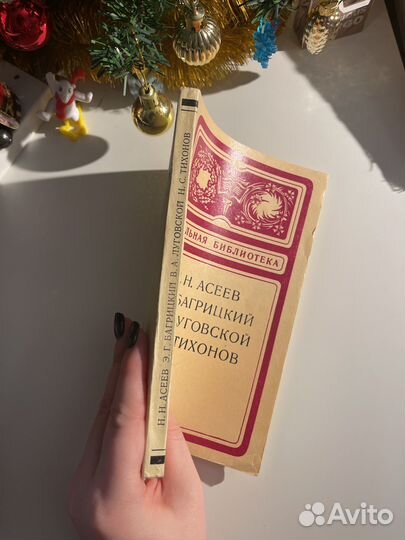 Н. Н. АСЕЕВ Э. Г. БАГРИЦКИЙ В. А. ЛУГОВСКОЙ Н. С. ТИХОНОВ
ЛЬНАЯ БИБЛИОТЕКА
Н. АСЕЕВ
БАГРИЦКИЙ
УГОВСКОЙ
ТИХОНОВ
Avito